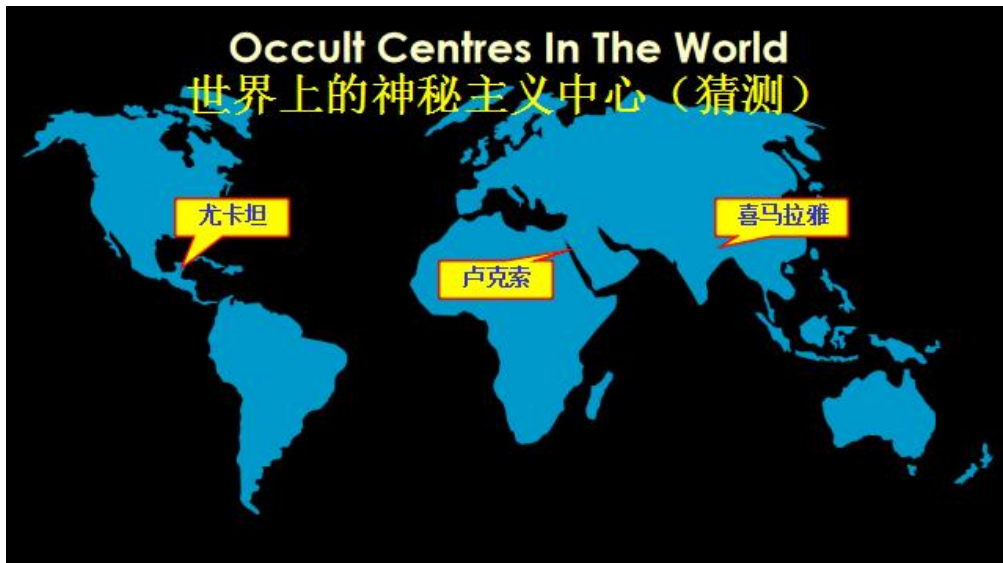 Occult Centres In The World
世界上的神秘主义中心（猜测）
尤卡坦
喜马拉雅
卢克索